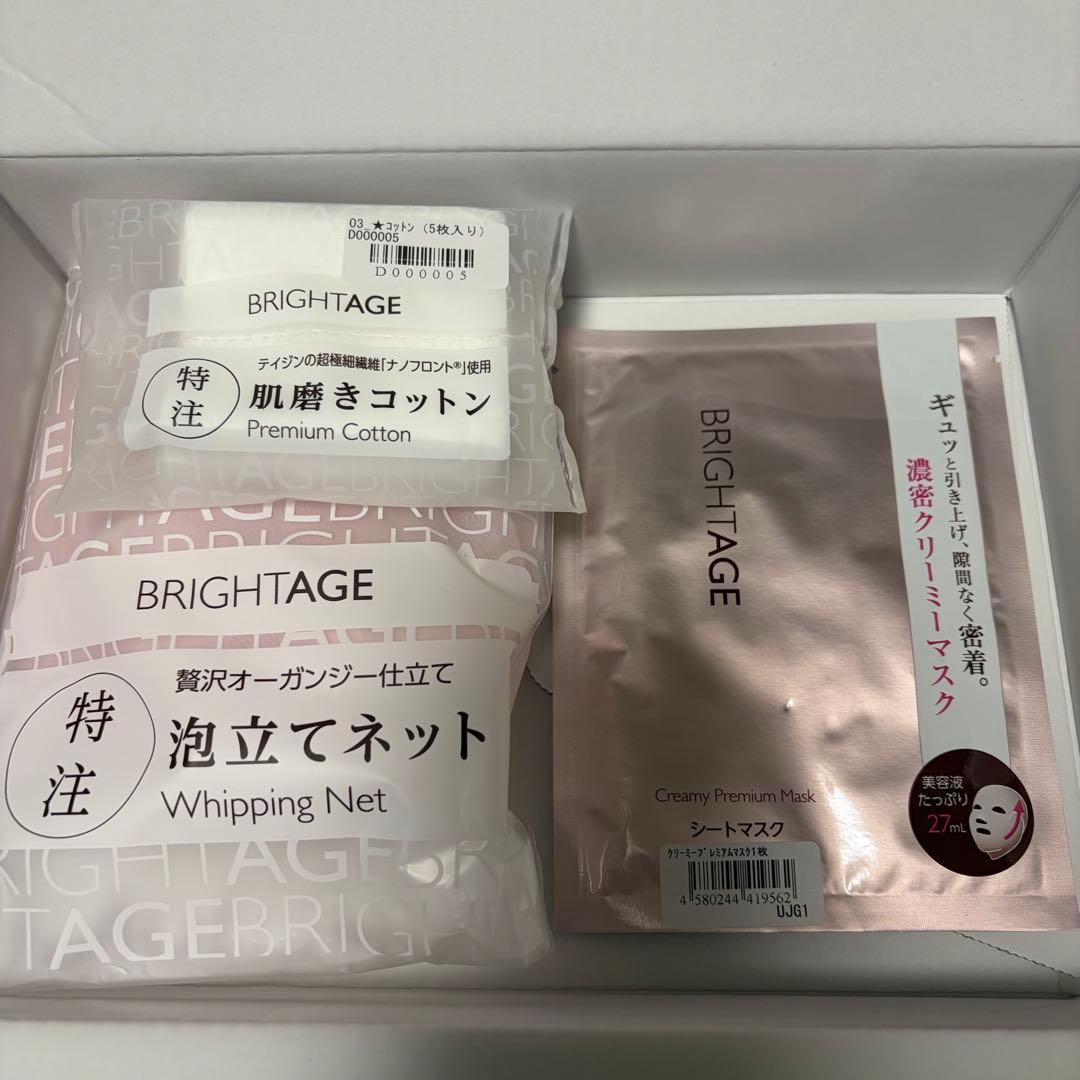 03_★コットン (5枚入り)
D000005
D000005
BRIGHTAGE
テイジンの超極細繊維「ナノフロント®」使用
特注
肌磨きコットン
Premium Cotton
BRIGHTAGE
贅沢オーガンジー仕立て
特注
泡立てネット
Whipping Net
BRIGHTAGE
ギュッと引き上げ、隙間なく密着。
濃密クリーミーマスク
美容液
たっぷり
27mL
Creamy Premium Mask
シートマスク
クリーミープレミアムマスク1枚
4 580244 419562
UJG1